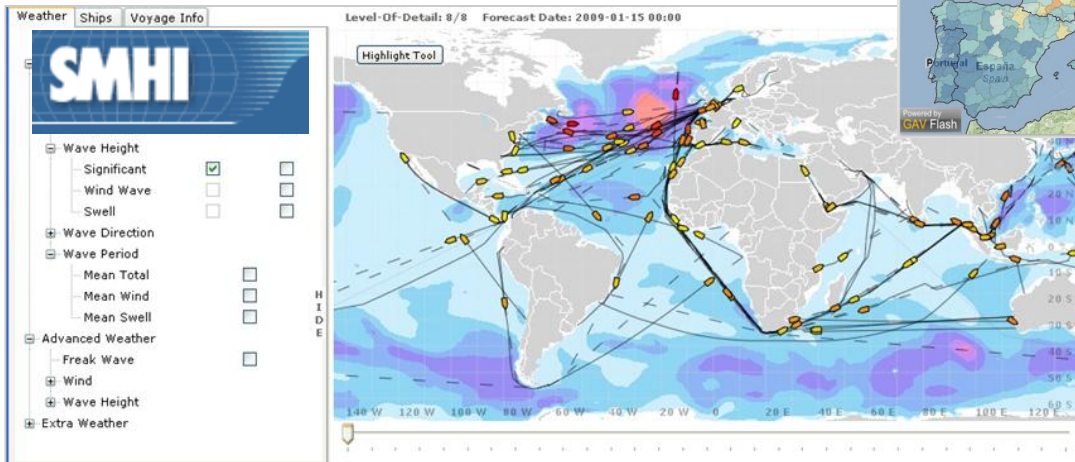 Weather Ships Voyage Info
Level-Of-Detail: 8/8 Forecast Date: 2009-01-15 00:00
Highlight Tool
SMHI
Wave Height
Significant
Wind Wave
Swell
Wave Direction
Wave Period
Mean Total
Mean Wind
Mean Swell
Advanced Weather
Freak Wave
Wind
Wave Height
Extra Weather
HIDE
Portugal España
Spain
Powered by
GAV Flash
20 N
10 N
0
10 S
20 S
30 S
40 S
50 S
60 S
140 W 120 W 100 W 80 W 60 W 40 W 20 W 0 20 E 40 E 60 E 80 E 100 E 120 E